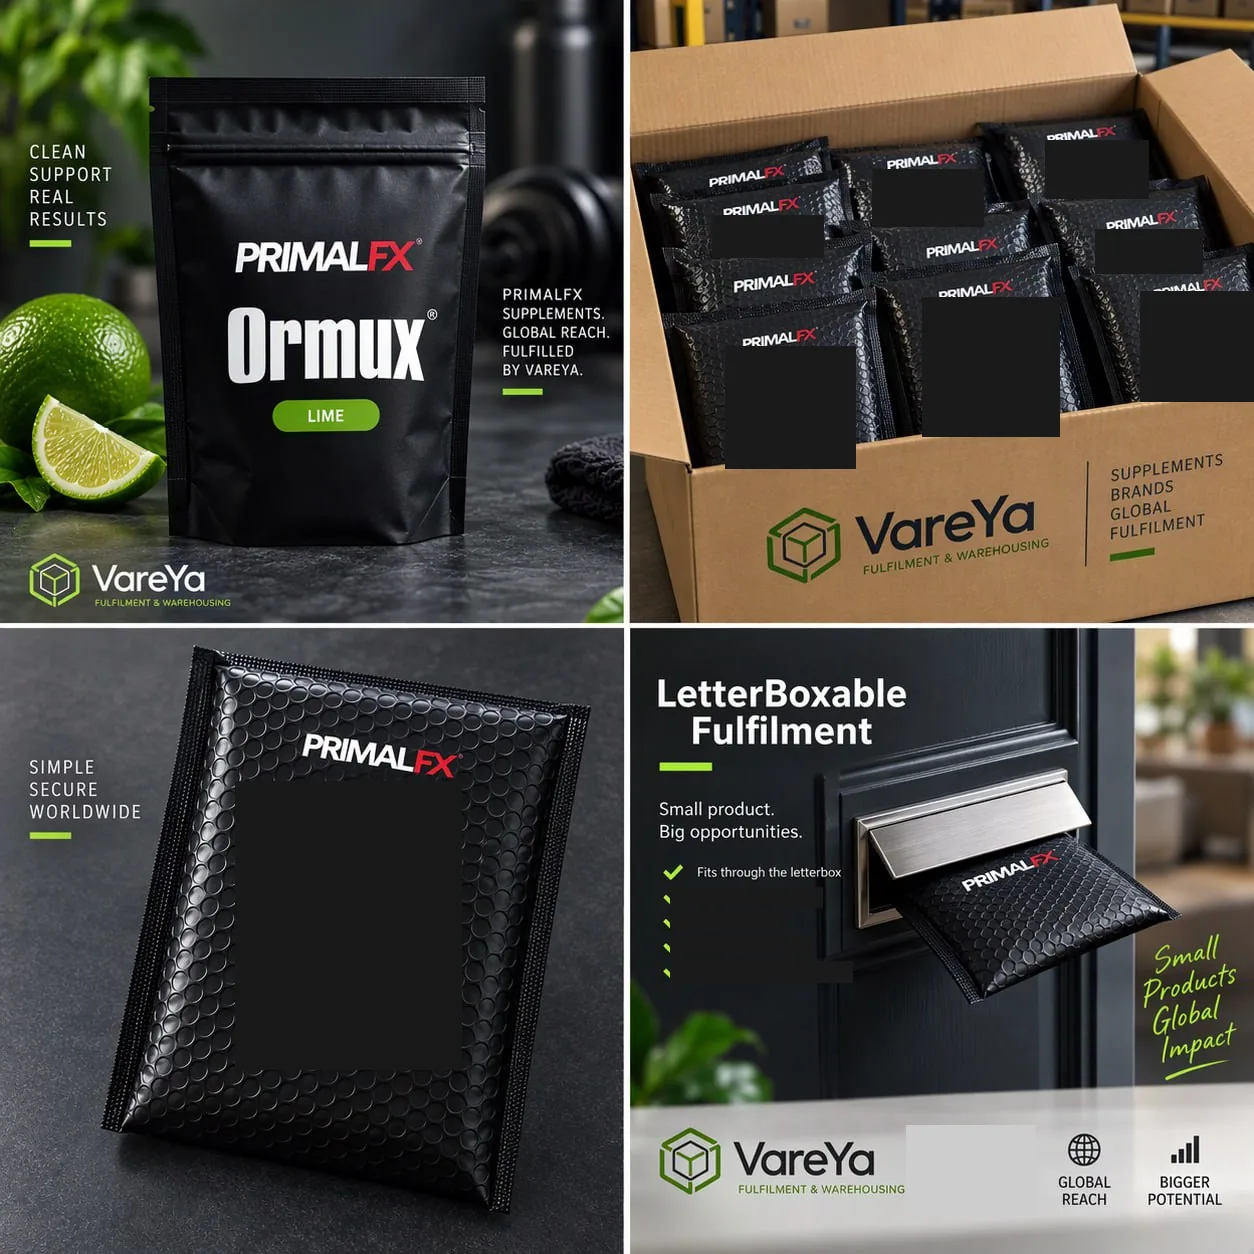 CLEAN
SUPPORT
REAL
RESULTS
PRIMALFX®
Ormux®
LIME
PRIMALFX
SUPPLEMENTS.
GLOBAL REACH.
FULFILLED
BY VAREYA.
VareYa
FULFILMENT & WAREHOUSING
PRIMALFX
PRIMALFX
PRIMALFX
PRIMALFX
PRIMALFX
PRIMALFX
PRIMALFX
PRIMALFX
PRIMALFX
PRIMALFX
VareYa
FULFILMENT & WAREHOUSING
SUPPLEMENTS
BRANDS
GLOBAL
FULFILMENT
SIMPLE
SECURE
WORLDWIDE
PRIMALFX®
LetterBoxable
Fulfilment
Small product.
Big opportunities.
Fits through the letterbox
PRIMALFX
Small
Products
Global
Impact
VareYa
FULFILMENT & WAREHOUSING
GLOBAL
REACH
BIGGER
POTENTIAL